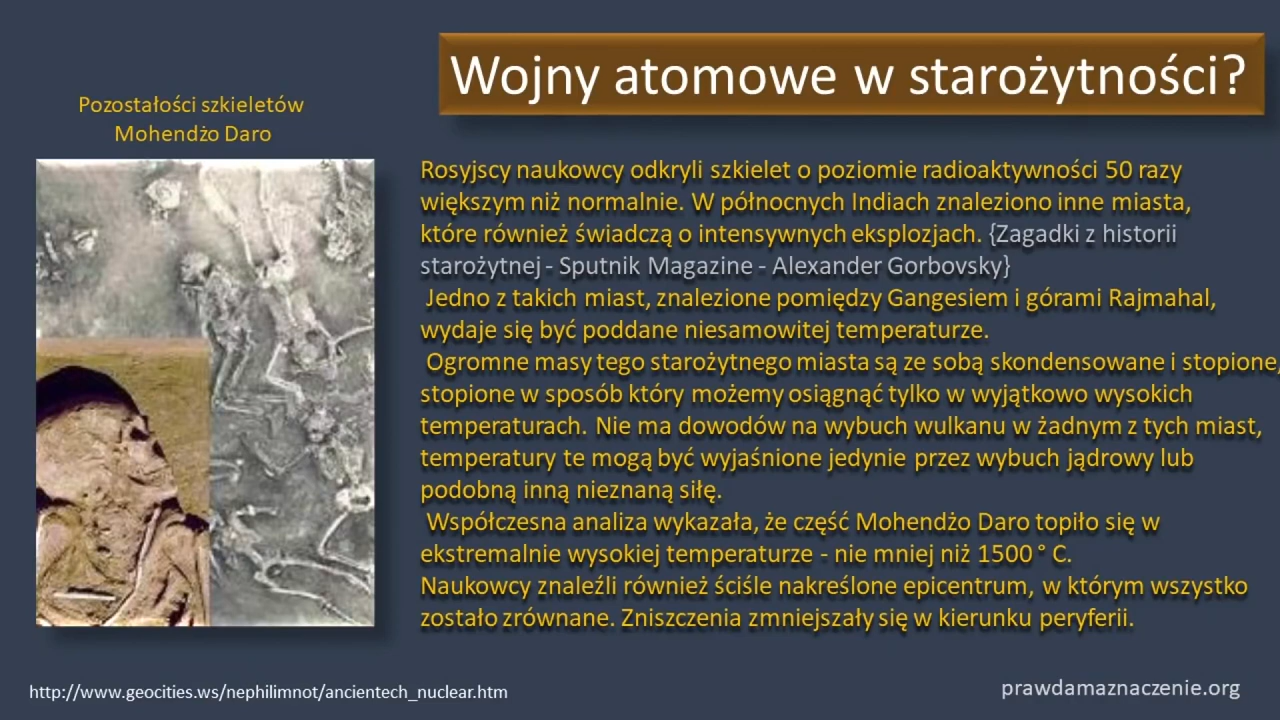 Wojny atomowe w starożytności?
Pozostałości szkieletów
Mohendżo Daro
Rosyjscy naukowcy odkryli szkielet o poziomie radioaktywności 50 razy
większym niż normalnie. W północnych Indiach znaleziono inne miasta,
które również świadczą o intensywnych eksplozjach. {Zagadki z historii
starożytnej - Sputnik Magazine - Alexander Gorbovsky}
Jedno z takich miast, znalezione pomiędzy Gangesiem i górami Rajmahal,
wydaje się być poddane niesamowitej temperaturze.
Ogromne masy tego starożytnego miasta są ze sobą skondensowane i stopione,
stopione w sposób który możemy osiągnąć tylko w wyjątkowo wysokich
temperaturach. Nie ma dowodów na wybuch wulkanu w żadnym z tych miast,
temperatury te mogą być wyjaśnione jedynie przez wybuch jądrowy lub
podobną inną nieznaną siłę.
Współczesna analiza wykazała, że część Mohendżo Daro topiło się w
ekstremalnie wysokiej temperaturze - nie mniej niż 1500 ° C.
Naukowcy znaleźli również ściśle nakreślone epicentrum, w którym wszystko
zostało zrównane. Zniszczenia zmniejszały się w kierunku peryferii.
http://www.geocities.ws/nephilimnot/ancientech_nuclear.htm
prawdamaznaczenie.org